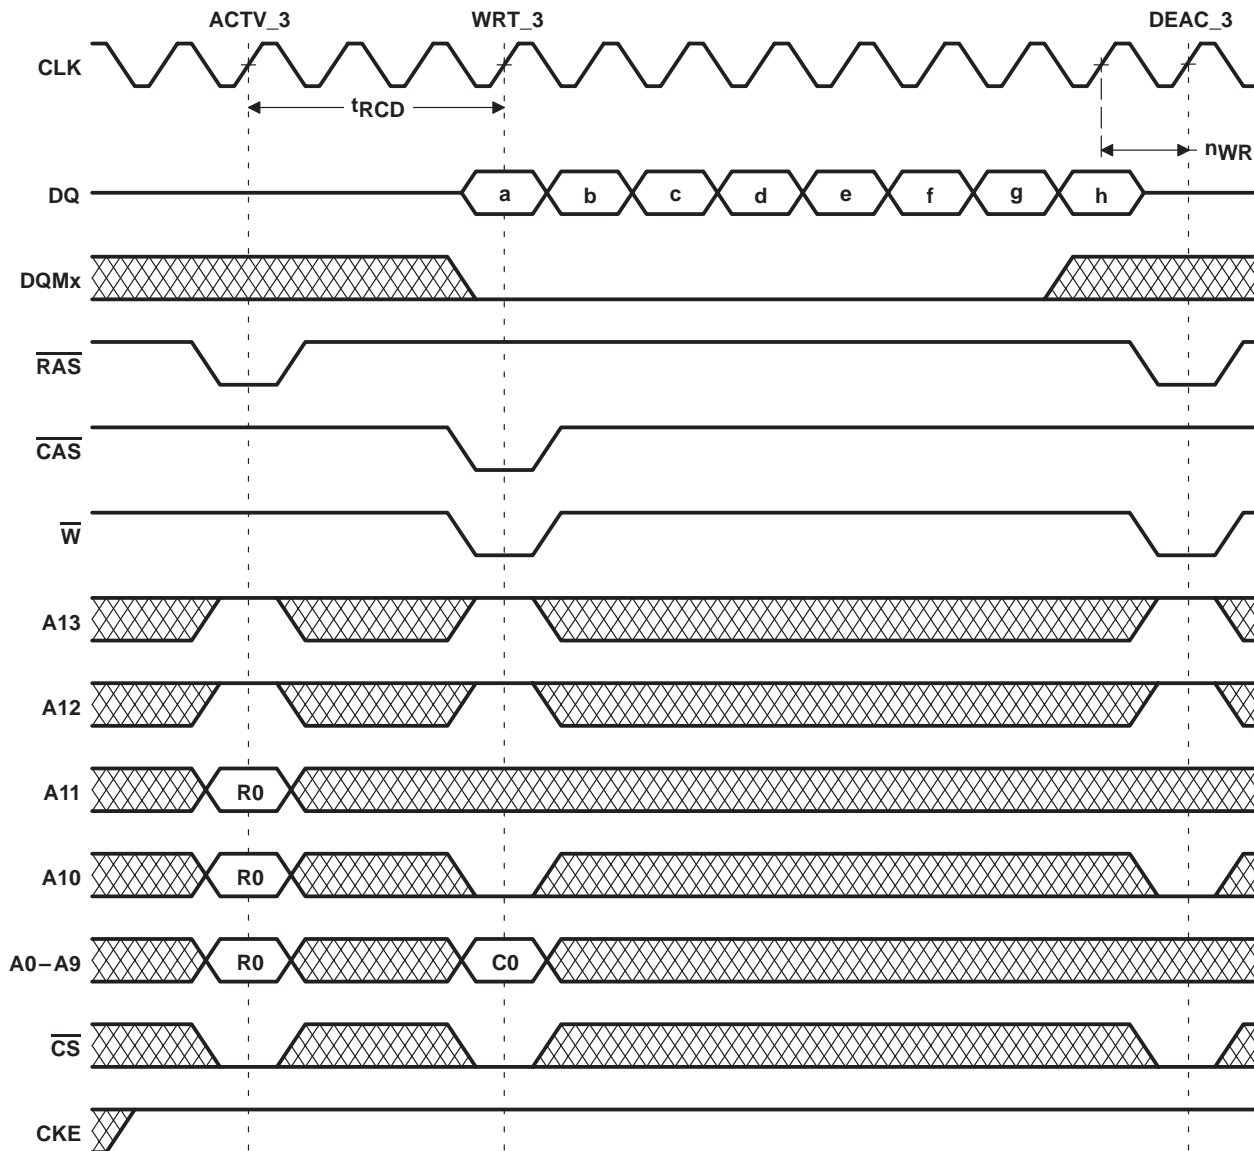 ACTV_3 WRT_3 DEAC_3
CLK
tRCD
nWR
DQ a b c d e f g h
DQMx
RAS
CAS
W
A13
A12
A11 R0
A10 R0
A0–A9 R0 C0
CS
CKE